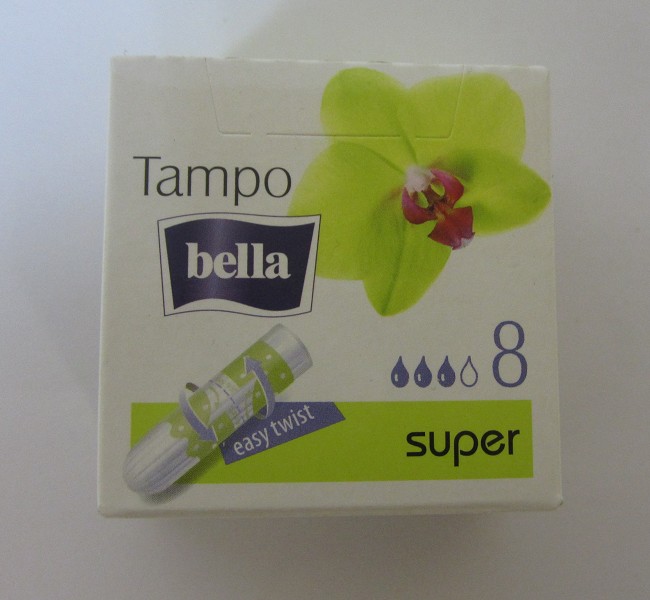 Tampo
bella
8
easy twist
super